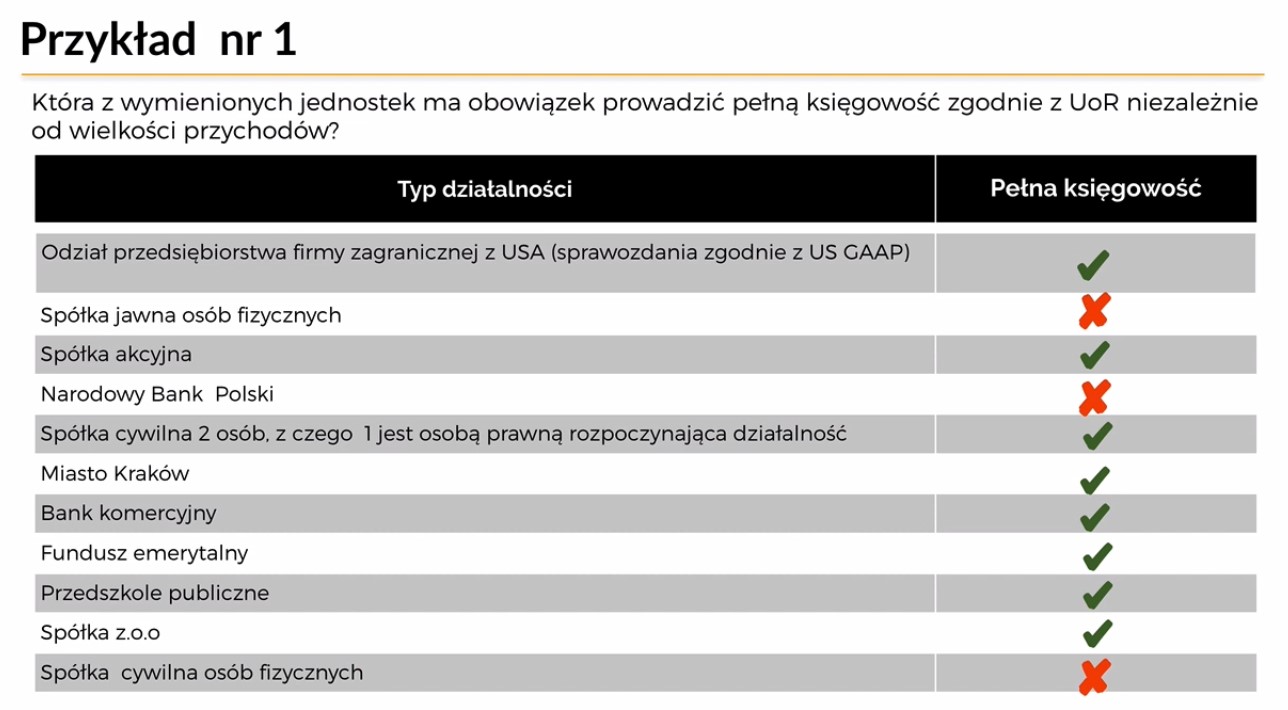 Przykład nr 1
Która z wymienionych jednostek ma obowiązek prowadzić pełną księgowość zgodnie z UoR niezależnie
od wielkości przychodów?
Typ działalności Pełna księgowość
Odział przedsiębiorstwa firmy zagranicznej z USA (sprawozdania zgodnie z US GAAP) ✔
Spółka jawna osób fizycznych ✘
Spółka akcyjna ✔
Narodowy Bank Polski ✘
Spółka cywilna 2 osób, z czego 1 jest osobą prawną rozpoczynająca działalność ✔
Miasto Kraków ✔
Bank komercyjny ✔
Fundusz emerytalny ✔
Przedszkole publiczne ✔
Spółka z.o.o ✔
Spółka cywilna osób fizycznych ✘